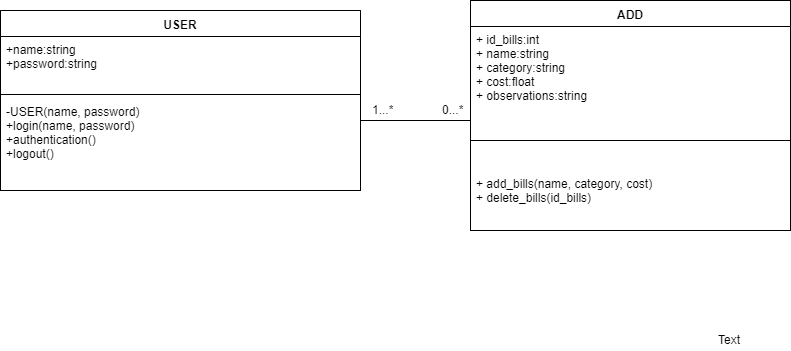 USER
+name:string
+password:string
-USER(name, password)
+login(name, password)
+authentication()
+logout()
1...*
0...*
ADD
+ id_bills:int
+ name:string
+ category:string
+ cost:float
+ observations:string
+ add_bills(name, category, cost)
+ delete_bills(id_bills)
Text